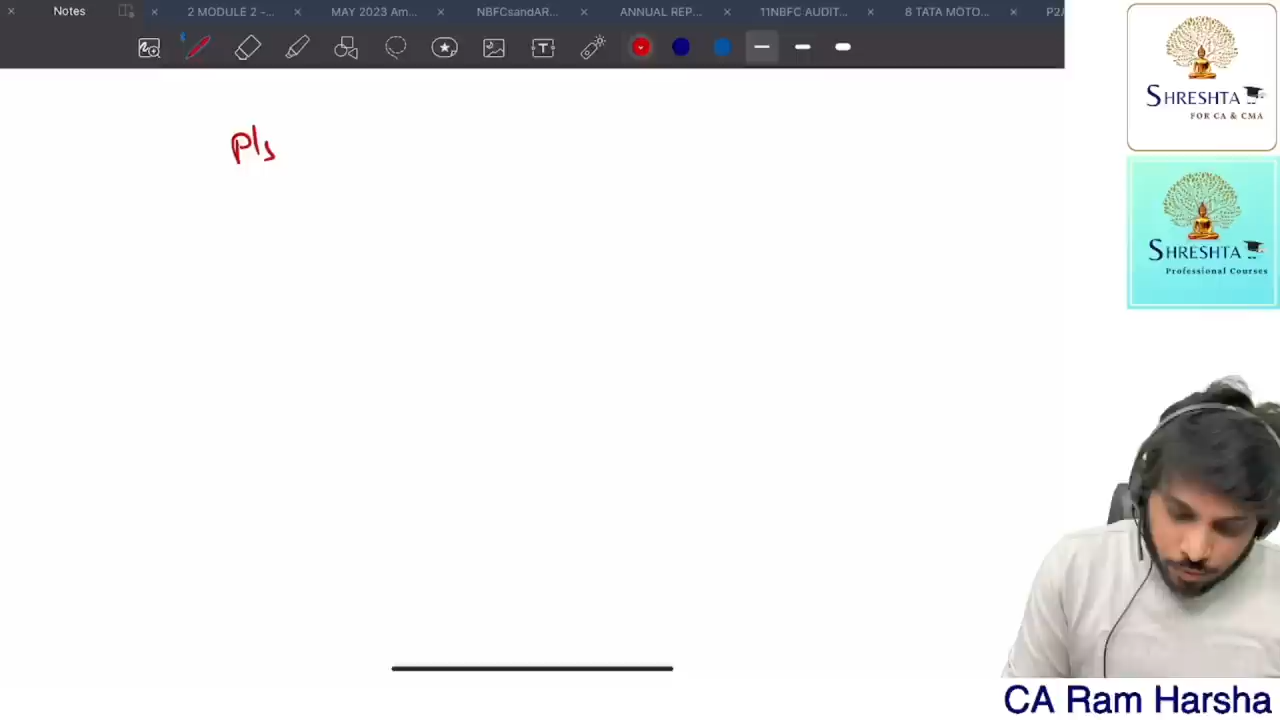 Notes
2 MODULE 2 -...
MAY 2023 Am...
NBFCsandAR...
ANNUAL REP...
11NBFC AUDIT...
8 TATA MOTO...
P2/
T
Pls
SHRESHTA
FOR CA & CMA
SHRESHTA
Professional Courses
CA Ram Harsha